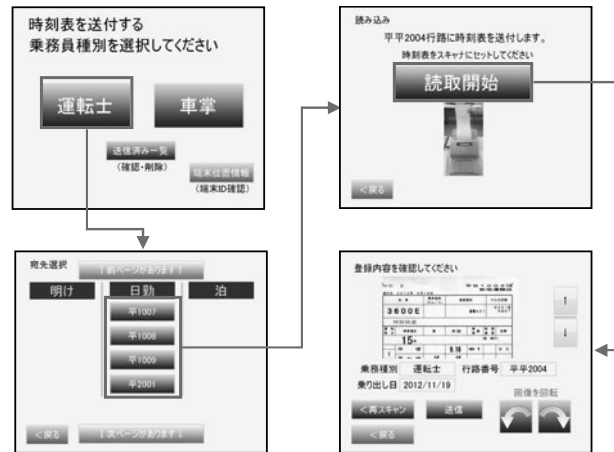 時刻表を送付する
乗務員種別を選択してください
運転士
車掌
送信済み一覧
(確認・削除)
端末位置情報
(端末ID確認)
読み込み
平平2004行路に時刻表を送付します。
時刻表をスキャナにセットしてください
読取開始
<戻る
宛先選択
↑前ページがあります↑
明け 日勤 泊
平1007
平1008
平1009
平2001
<戻る
↓次ページがあります↓
登録内容を確認してください
3600E
15
↑
↓
乗務種別 運転士 行路番号 平平2004
乗り出し日 2012/11/19
画像を回転
<再スキャン 送信
<戻る